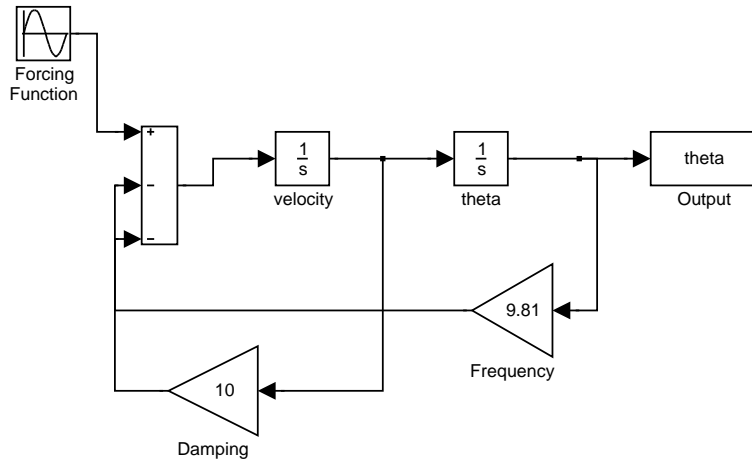 Forcing
Function
+
−
−
1
s
velocity
1
s
theta
theta
Output
9.81
Frequency
10
Damping